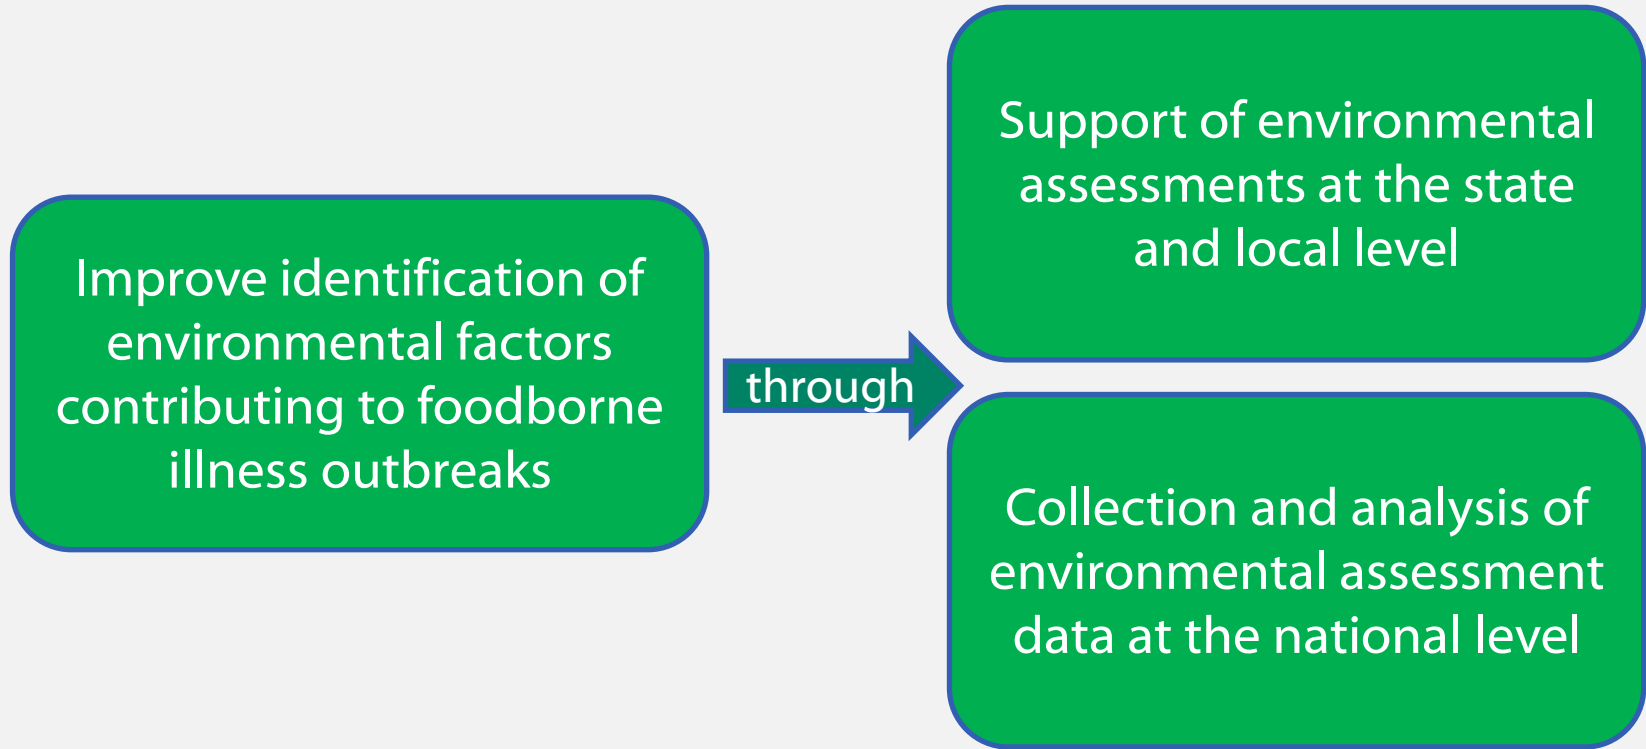 Improve identification of
environmental factors
contributing to foodborne
illness outbreaks
through
Support of environmental
assessments at the state
and local level
Collection and analysis of
environmental assessment
data at the national level